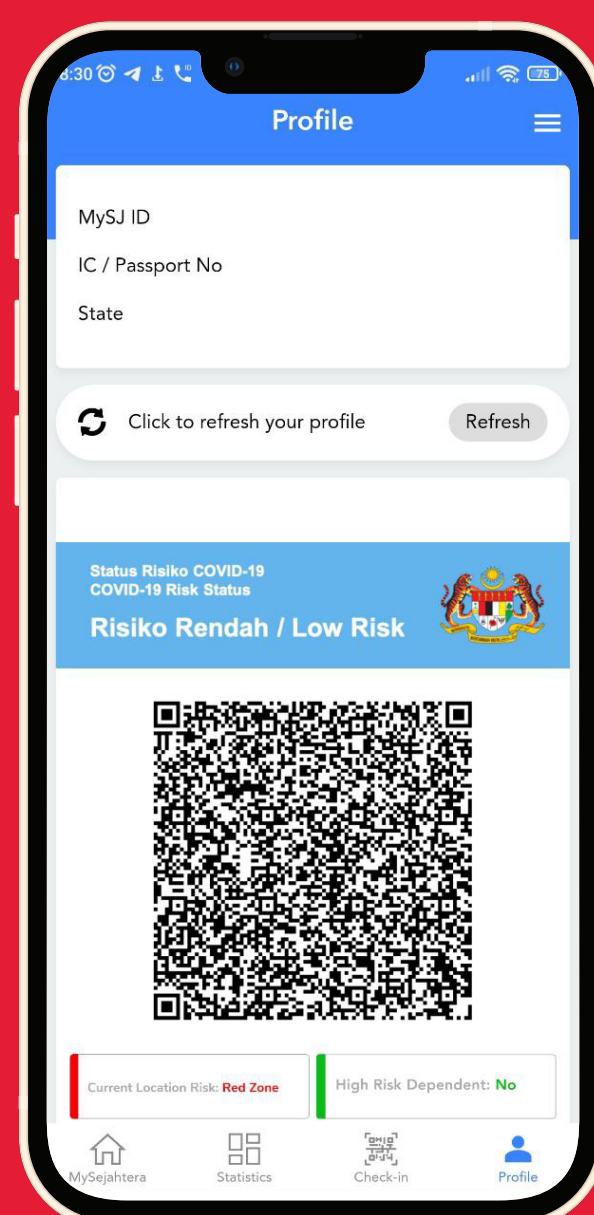 8:30
75
Profile
MySJ ID
IC / Passport No
State
Click to refresh your profile
Refresh
Status Risiko COVID-19
COVID-19 Risk Status
Risiko Rendah / Low Risk
Current Location Risk: Red Zone
High Risk Dependent: No
MySejahtera
Statistics
Check-in
Profile